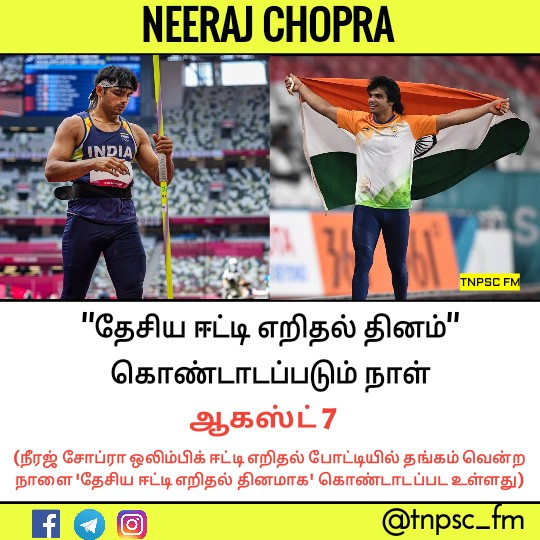 NEERAJ CHOPRA
INDIA
TNPSC FM
"தேசிய ஈட்டி எறிதல் தினம்"
கொண்டாடப்படும் நாள்
ஆகஸ்ட் 7
(நீரஜ் சோப்ரா ஒலிம்பிக் ஈட்டி எறிதல் போட்டியில் தங்கம் வென்ற
நாளை 'தேசிய ஈட்டி எறிதல் தினமாக' கொண்டாடப்பட உள்ளது)
@tnpsc_fm